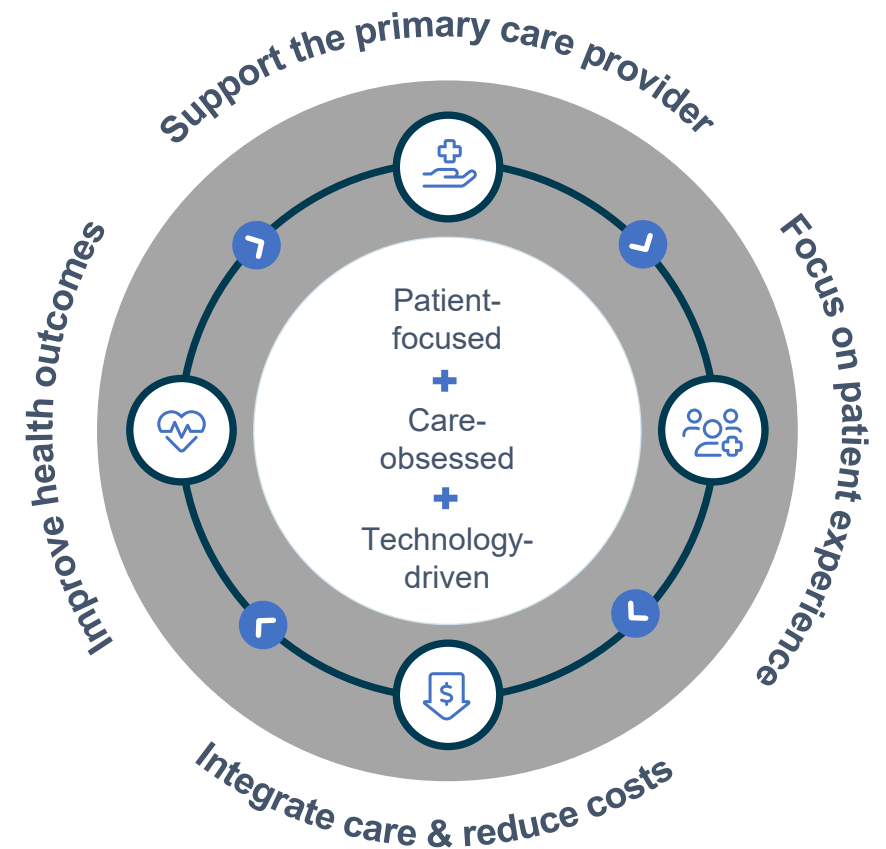 Support the primary care provider
Focus on patient experience
Integrate care & reduce costs
Improve health outcomes
Patient-
focused
Care-
obsessed
Technology-
driven
$